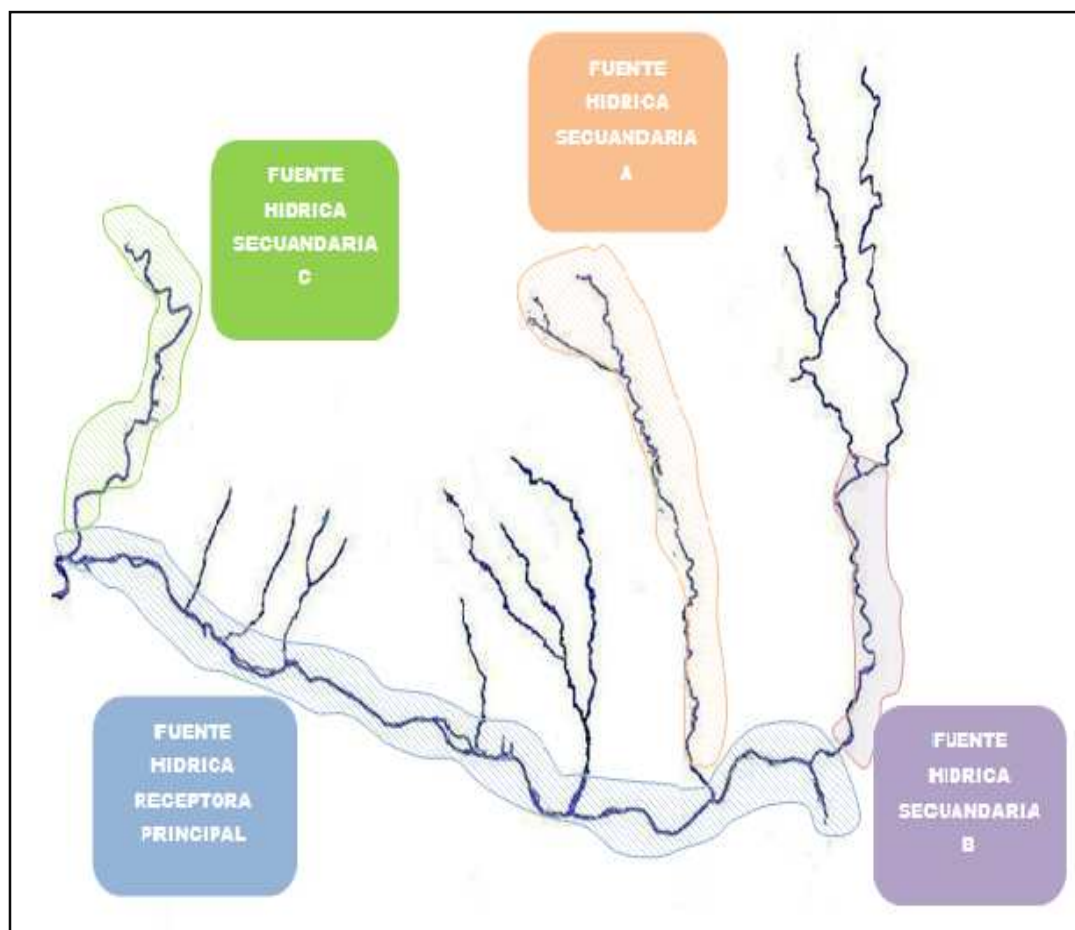 FUENTE
HIDRICA
SECUANDARIA
A
FUENTE
HIDRICA
SECUANDARIA
C
FUENTE
HIDRICA
RECEPTORA
PRINCIPAL
FUENTE
HIDRICA
SECUANDARIA
B